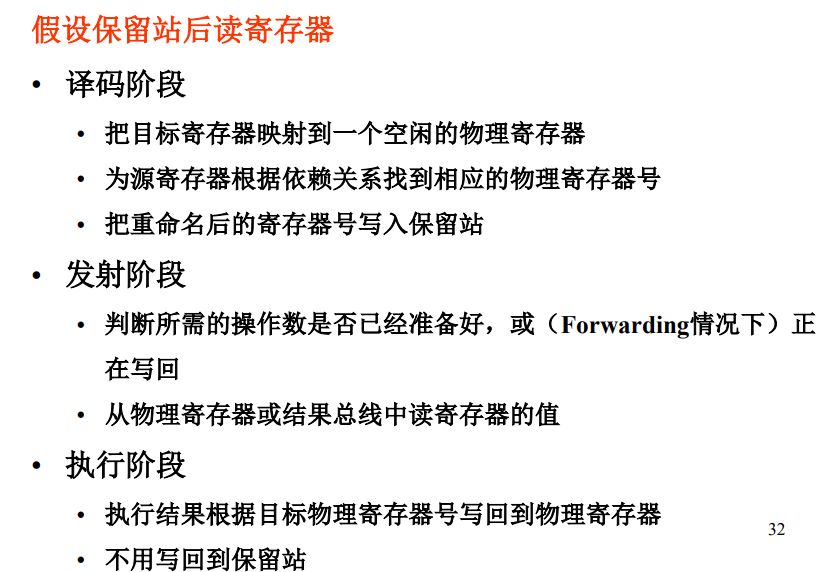 假设保留站后读寄存器
• 译码阶段
• 把目标寄存器映射到一个空闲的物理寄存器
• 为源寄存器根据依赖关系找到相应的物理寄存器号
• 把重命名后的寄存器号写入保留站
• 发射阶段
• 判断所需的操作数是否已经准备好，或（Forwarding情况下）正
在写回
• 从物理寄存器或结果总线中读寄存器的值
• 执行阶段
• 执行结果根据目标物理寄存器号写回到物理寄存器
• 不用写回到保留站
32